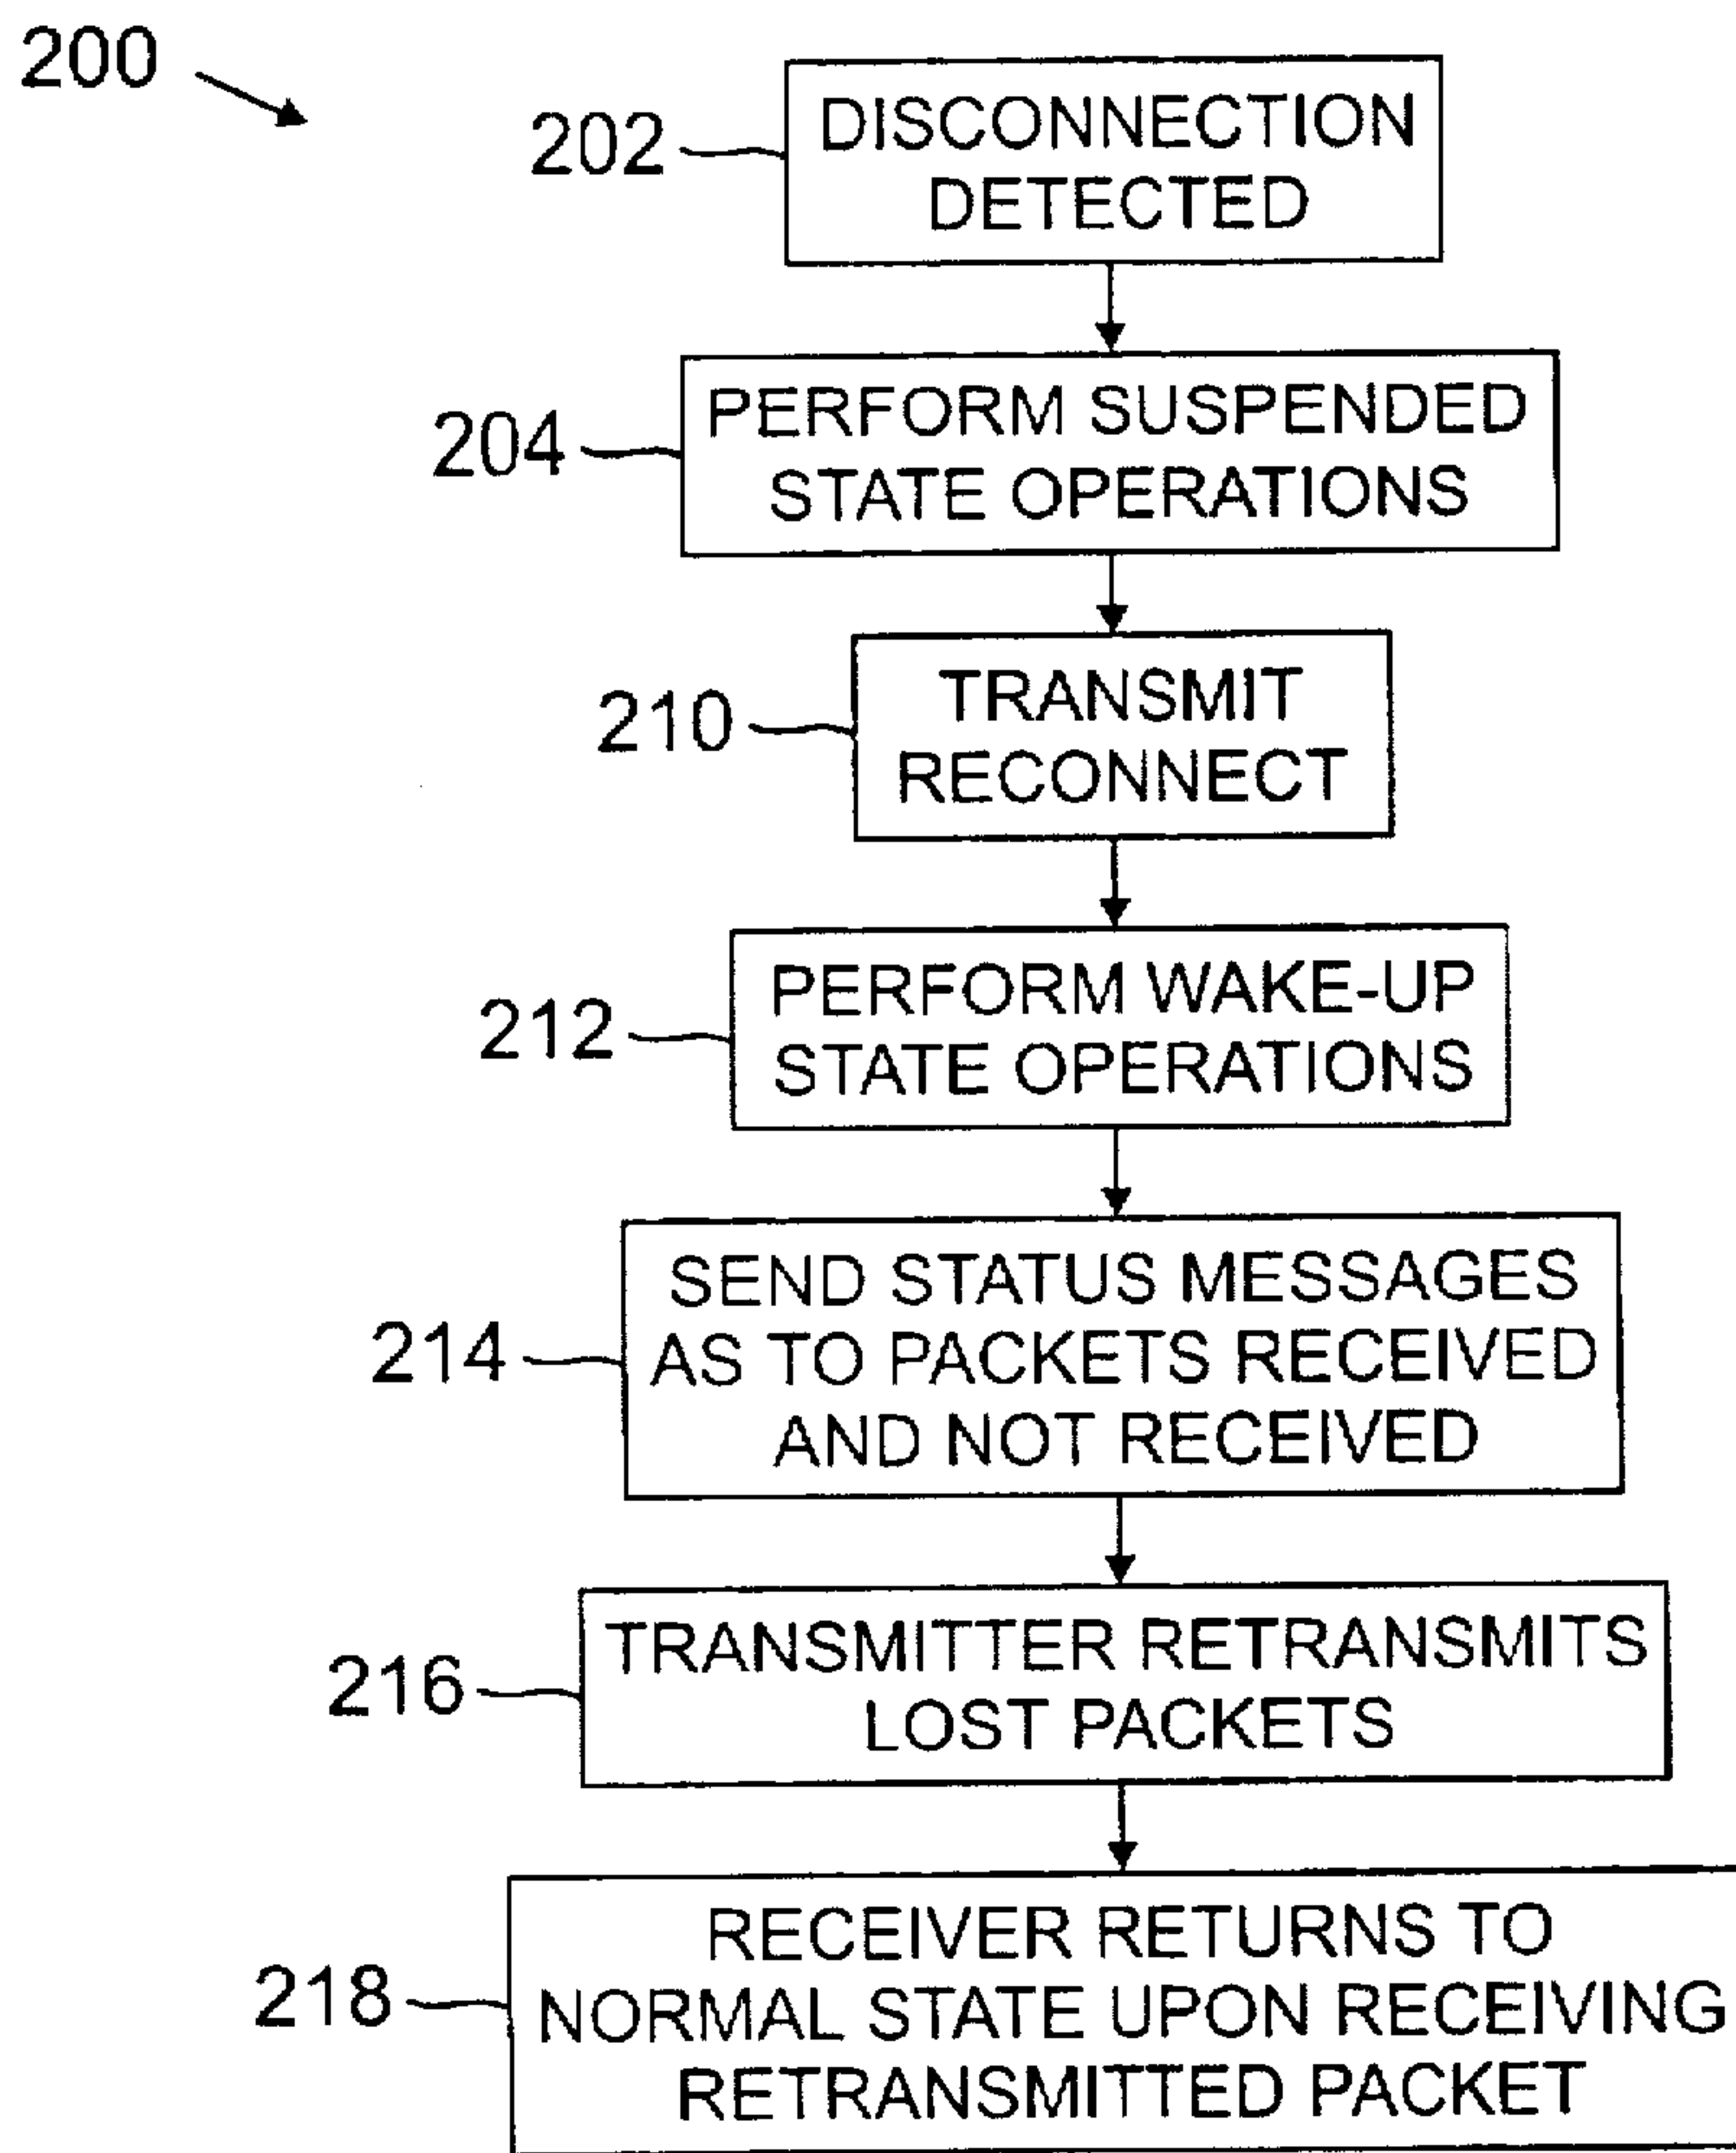 200
202
DISCONNECTION
DETECTED
204
PERFORM SUSPENDED
STATE OPERATIONS
210
TRANSMIT
RECONNECT
212
PERFORM WAKE-UP
STATE OPERATIONS
214
SEND STATUS MESSAGES
AS TO PACKETS RECEIVED
AND NOT RECEIVED
216
TRANSMITTER RETRANSMITS
LOST PACKETS
218
RECEIVER RETURNS TO
NORMAL STATE UPON RECEIVING
RETRANSMITTED PACKET